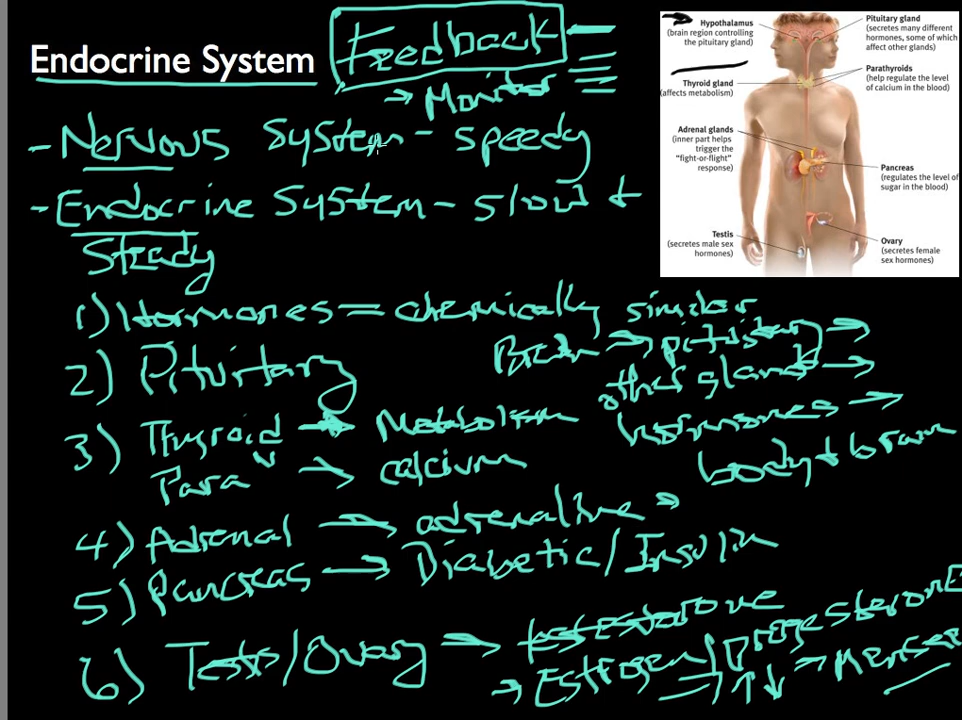 Endocrine System
Feedback
→ Monitor
- Nervous System - speedy
- Endocrine System - slow +
Steady
1) Hormones = chemically similar
2) Pituirtary
Brain → pituitary →
other glands →
hormones →
body + brain
3) Thyroid → Metabolism
Para → calcium
4) Adrenal → adrenaline
5) Pancreas → Diabetic/Insulin
6) Tests/Ovary → testesterone
→ Estrogen/Progesterone
→ ↑↓ → Menses
Hypothalamus
(brain region controlling
the pituitary gland)
Thyroid gland
(affects metabolism)
Adrenal glands
(inner part helps
trigger the
"fight-or-flight"
response)
Testis
(secretes male sex
hormones)
Pituitary gland
(secretes many different
hormones, some of which
affect other glands)
Parathyroids
(help regulate the level
of calcium in the blood)
Pancreas
(regulates the level of
sugar in the blood)
Ovary
(secretes female
sex hormones)